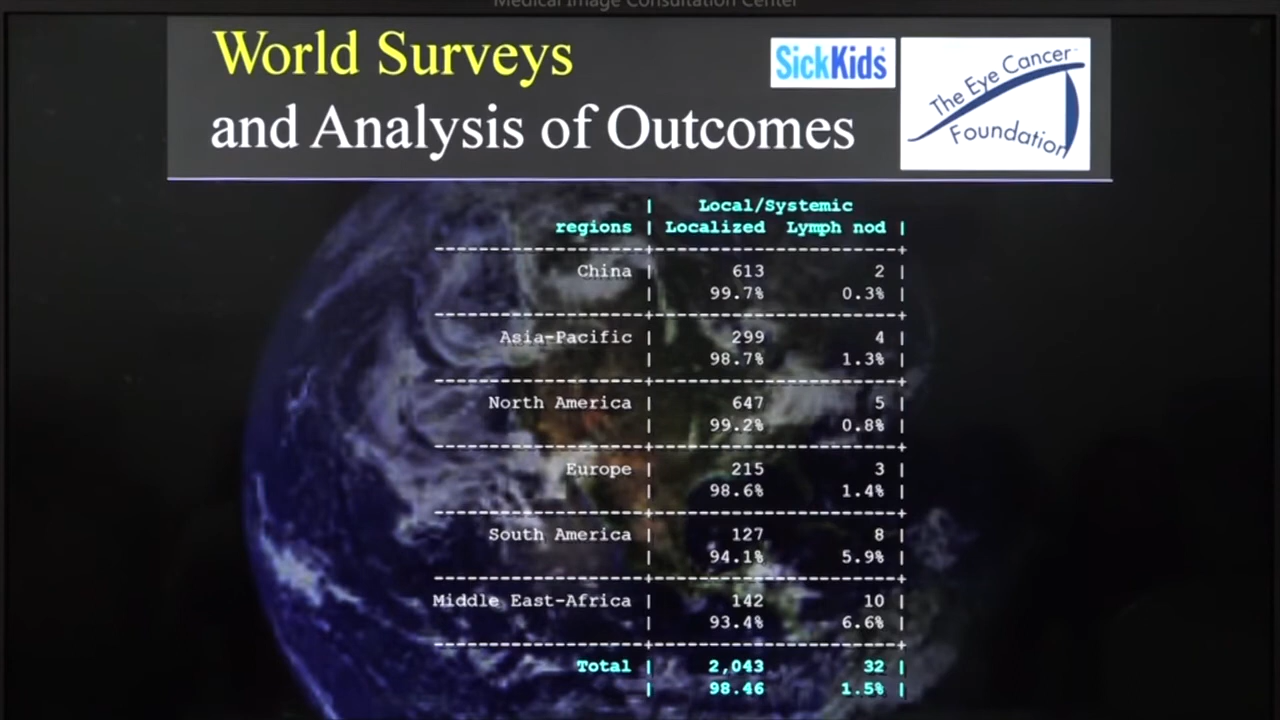 Medical Image Consultation Center
World Surveys
and Analysis of Outcomes
SickKids
The Eye Cancer
Foundation
| Local/Systemic
regions | Localized Lymph nod |
China | 613 2 |
| 99.7% 0.3% |
Asia-Pacific | 299 4 |
| 98.7% 1.3% |
North America | 647 5 |
| 99.2% 0.8% |
Europe | 215 3 |
| 98.6% 1.4% |
South America | 127 8 |
| 94.1% 5.9% |
Middle East-Africa | 142 10 |
| 93.4% 6.6% |
Total | 2,043 32 |
| 98.46 1.5% |